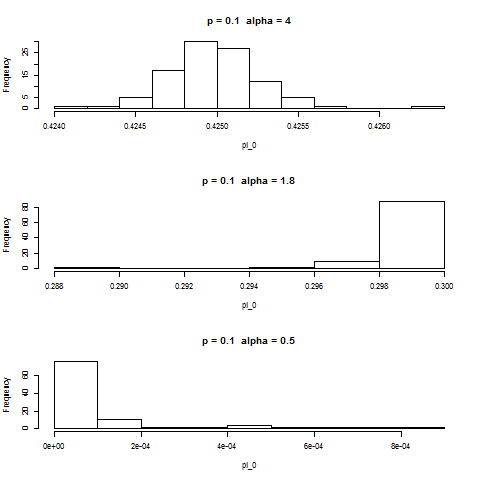 p = 0.1 alpha = 4
Frequency
0 5 15 25
0.4240 0.4245 0.4250 0.4255 0.4260
pi_0
p = 0.1 alpha = 1.8
Frequency
0 20 40 60 80
0.288 0.290 0.292 0.294 0.296 0.298 0.300
pi_0
p = 0.1 alpha = 0.5
Frequency
0 20 40 60
0e+00 2e-04 4e-04 6e-04 8e-04
pi_0